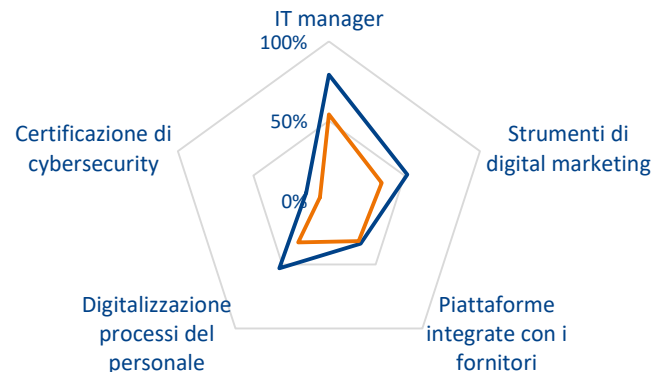 IT manager
100%
50%
0%
Certificazione di
cybersecurity
Strumenti di
digital marketing
Digitalizzazione
processi del
personale
Piattaforme
integrate con i
fornitori